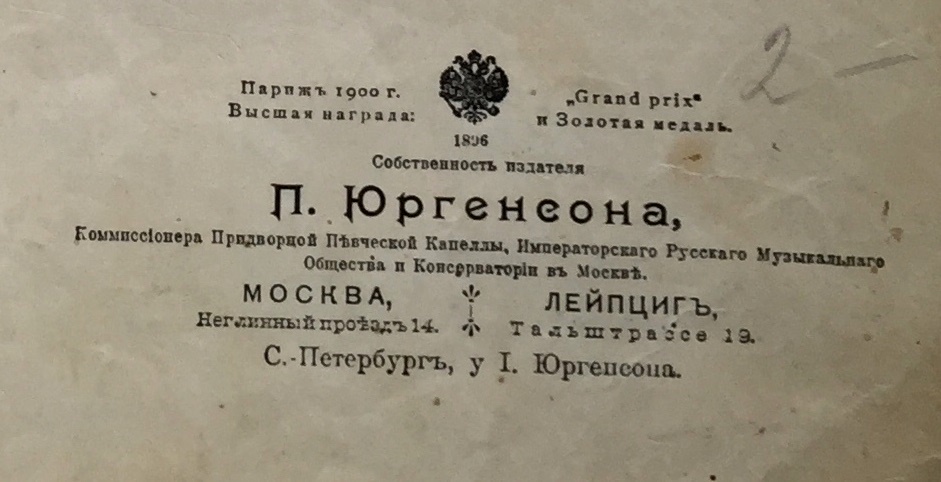 2 —
Парижъ 1900 г. „Grand prix“
Высшая награда: и Золотая медаль.
1896
Собственность издателя
П. Юргенсона,
Коммиссіонера Придворной Пѣвческой Капеллы, Императорскаго Русскаго Музыкальнаго
Общества и Консерваторіи въ Москвѣ.
МОСКВА, ЛЕЙПЦИГЪ,
Неглинный проѣздъ 14. Тальштрассе 19.
С.-Петербургъ, у І. Юргенсона.